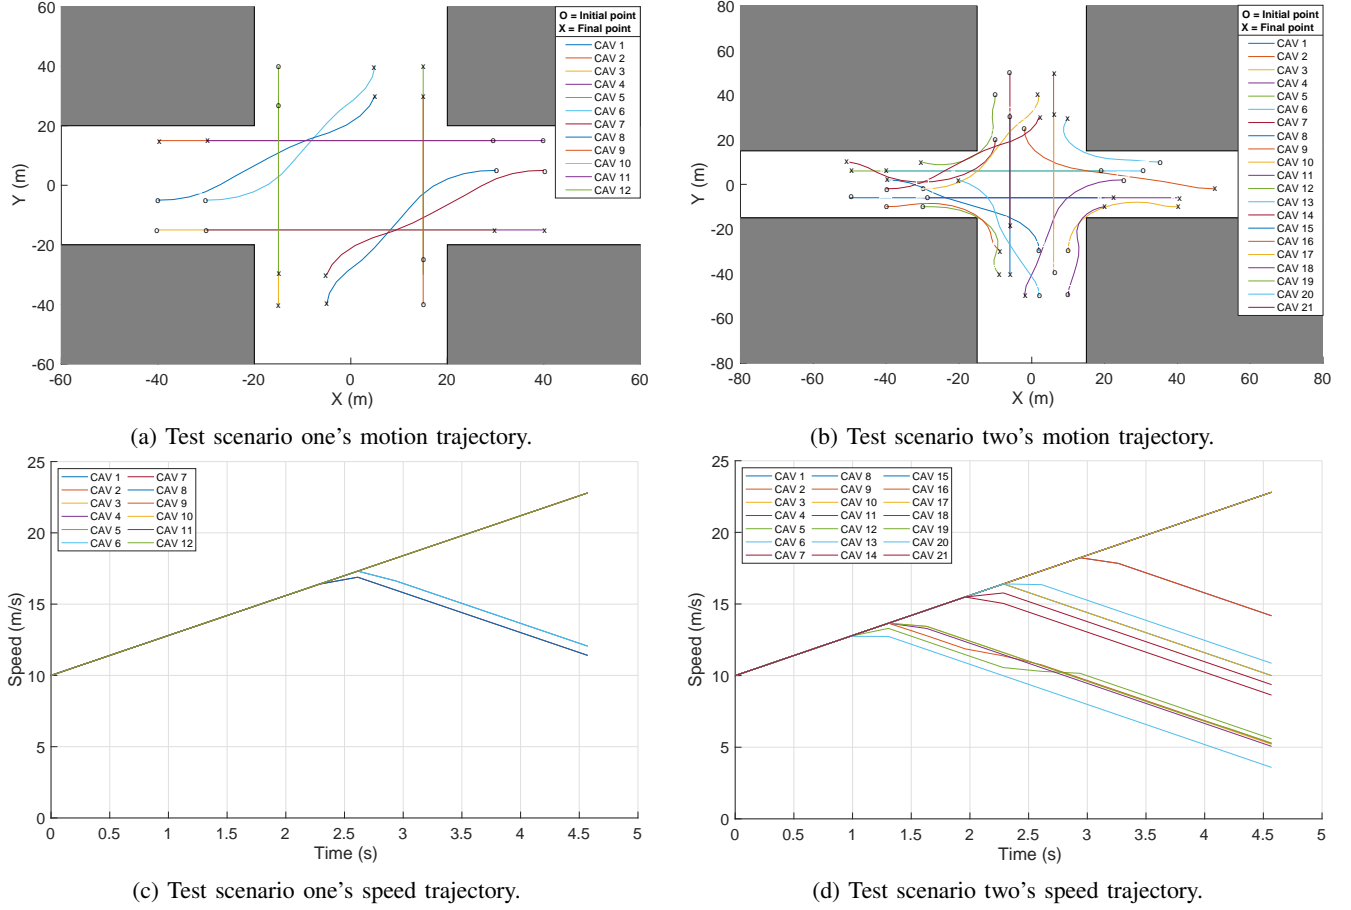 60
40
20
0
-20
-40
-60
Y (m)
-60
-40
-20
0
20
40
60
X (m)
O = Initial point
X = Final point
CAV 1
CAV 2
CAV 3
CAV 4
CAV 5
CAV 6
CAV 7
CAV 8
CAV 9
CAV 10
CAV 11
CAV 12
(a) Test scenario one's motion trajectory.
80
60
40
20
0
-20
-40
-60
-80
Y (m)
-80
-60
-40
-20
0
20
40
60
80
X (m)
O = Initial point
X = Final point
CAV 1
CAV 2
CAV 3
CAV 4
CAV 5
CAV 6
CAV 7
CAV 8
CAV 9
CAV 10
CAV 11
CAV 12
CAV 13
CAV 14
CAV 15
CAV 16
CAV 17
CAV 18
CAV 19
CAV 20
CAV 21
(b) Test scenario two's motion trajectory.
25
20
15
10
5
0
Speed (m/s)
CAV 1 CAV 7
CAV 2 CAV 8
CAV 3 CAV 9
CAV 4 CAV 10
CAV 5 CAV 11
CAV 6 CAV 12
0 0.5 1 1.5 2 2.5 3 3.5 4 4.5 5
Time (s)
(c) Test scenario one's speed trajectory.
25
20
15
10
5
0
Speed (m/s)
CAV 1 CAV 8 CAV 15
CAV 2 CAV 9 CAV 16
CAV 3 CAV 10 CAV 17
CAV 4 CAV 11 CAV 18
CAV 5 CAV 12 CAV 19
CAV 6 CAV 13 CAV 20
CAV 7 CAV 14 CAV 21
0 0.5 1 1.5 2 2.5 3 3.5 4 4.5 5
Time (s)
(d) Test scenario two's speed trajectory.